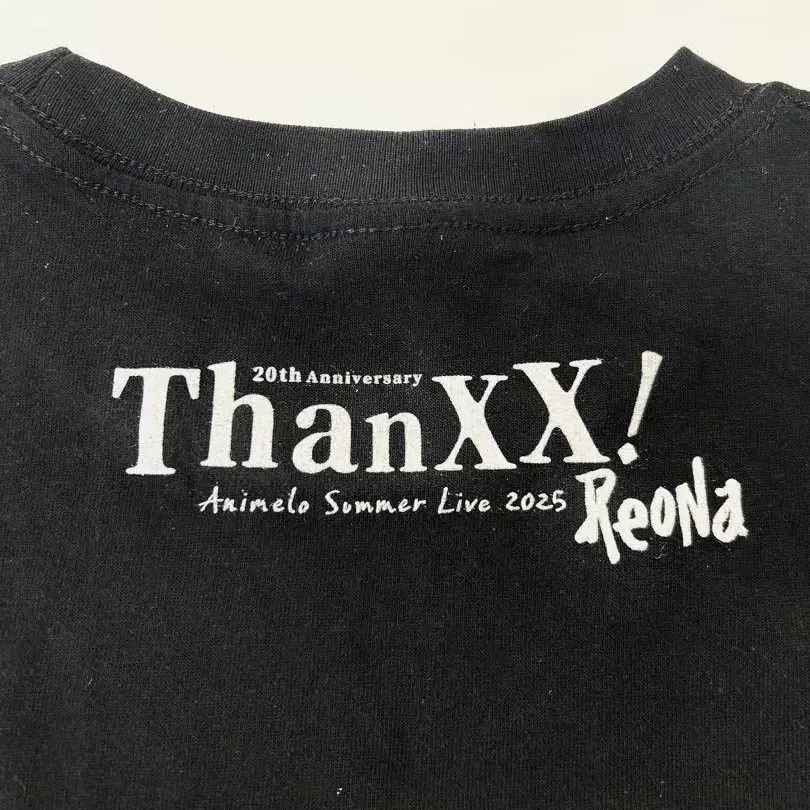 20th Anniversary
ThanXX!
Animelo Summer Live 2025
ReoNa